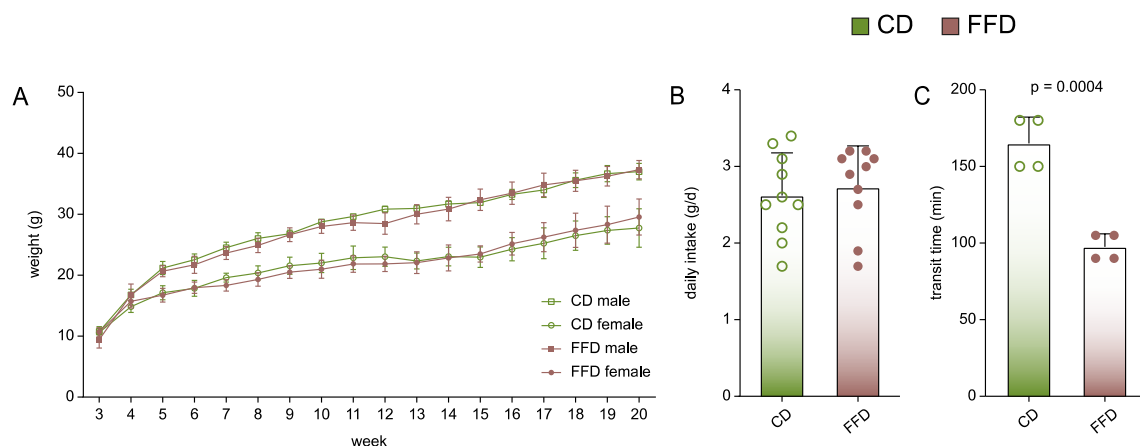 CD FFD
A
50
40
30
20
10
0
weight (g)
3 4 5 6 7 8 9 10 11 12 13 14 15 16 17 18 19 20
week
CD male
CD female
FFD male
FFD female
B
4
3
2
1
0
daily intake (g/d)
CD FFD
C
p = 0.0004
200
150
100
50
0
transit time (min)
CD FFD